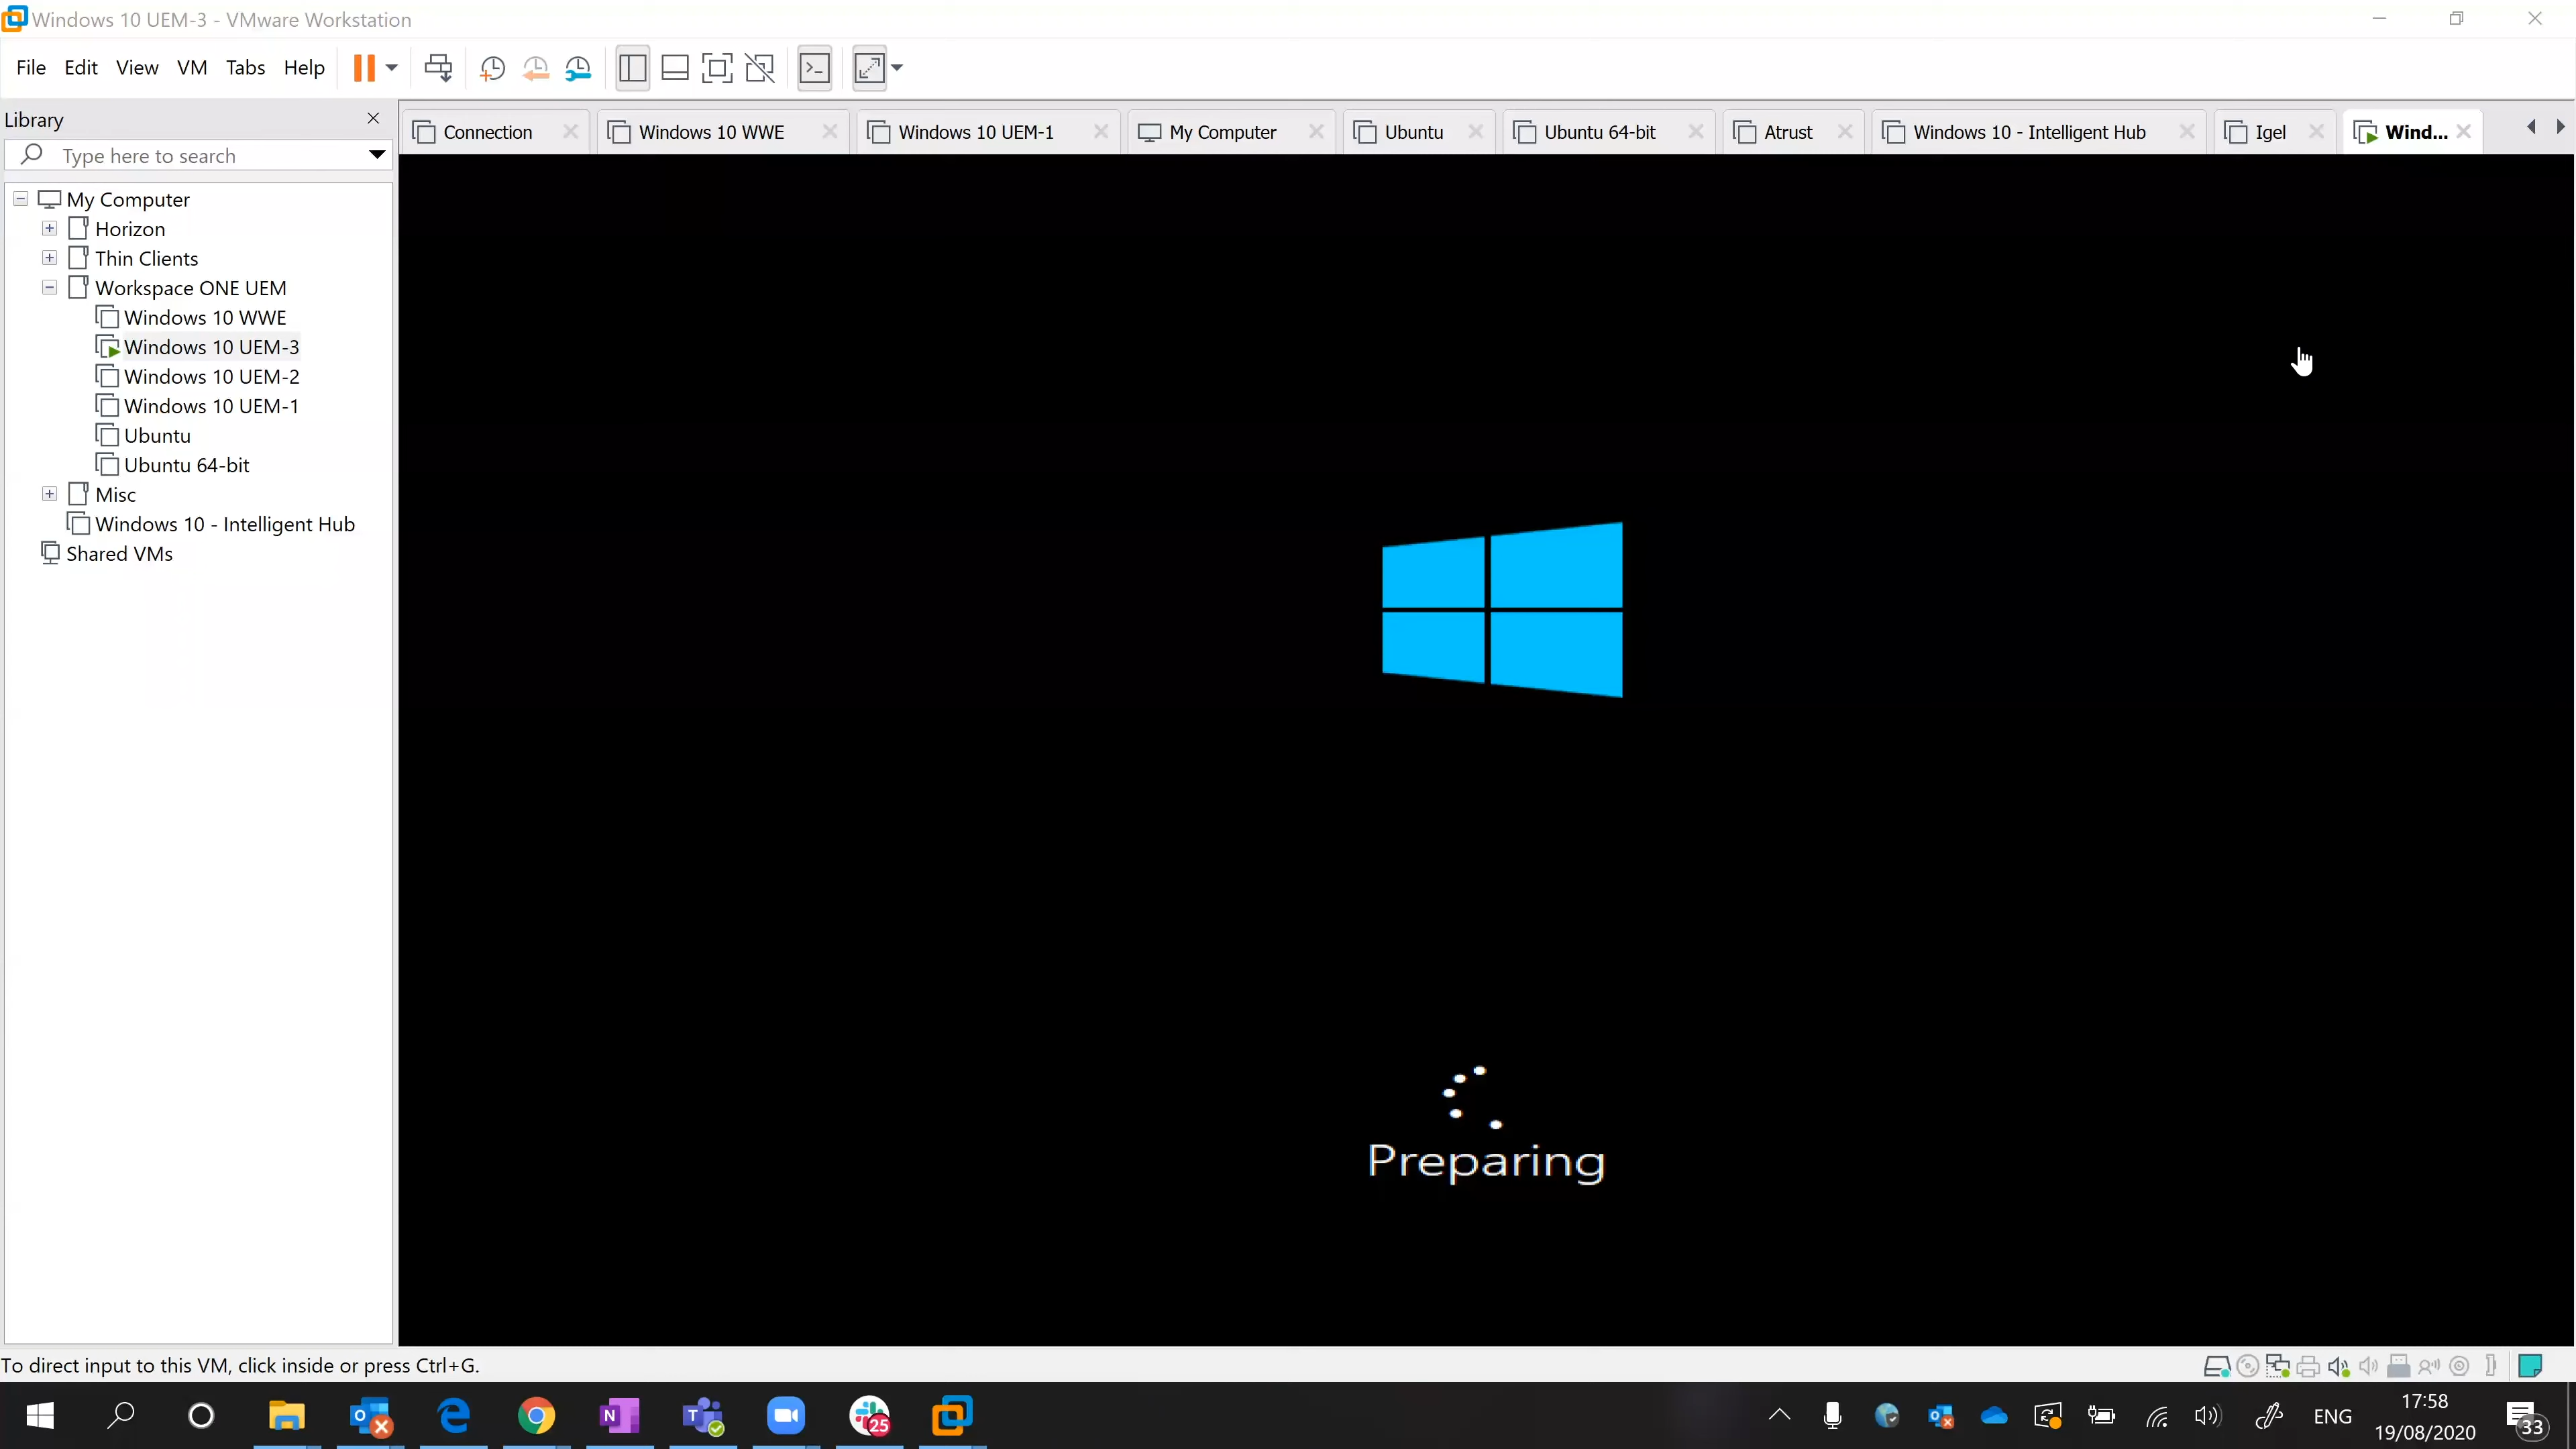 Windows 10 UEM-3 - VMware Workstation
File Edit View VM Tabs Help
Library
Type here to search
My Computer
Horizon
Thin Clients
Workspace ONE UEM
Windows 10 WWE
Windows 10 UEM-3
Windows 10 UEM-2
Windows 10 UEM-1
Ubuntu
Ubuntu 64-bit
Misc
Windows 10 - Intelligent Hub
Shared VMs
Connection Windows 10 WWE Windows 10 UEM-1 My Computer Ubuntu Ubuntu 64-bit Atrust Windows 10 - Intelligent Hub Igel Wind...
Preparing
To direct input to this VM, click inside or press Ctrl+G.
25
ENG
17:58
19/08/2020
33